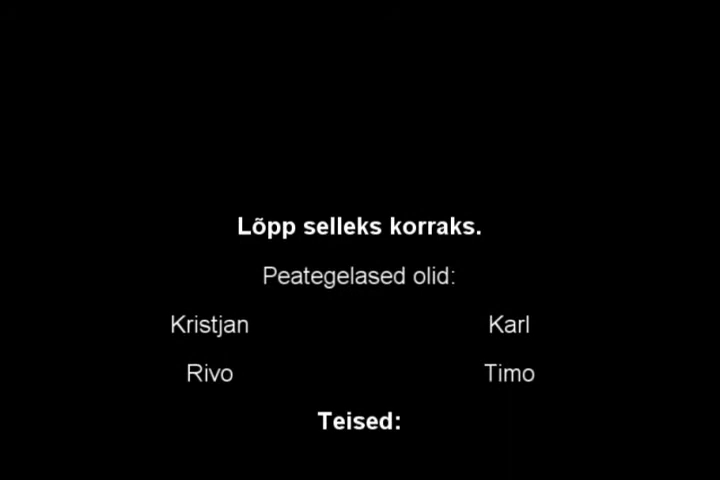 Lõpp selleks korraks.
Peategelased olid:
Kristjan Karl
Rivo Timo
Teised: